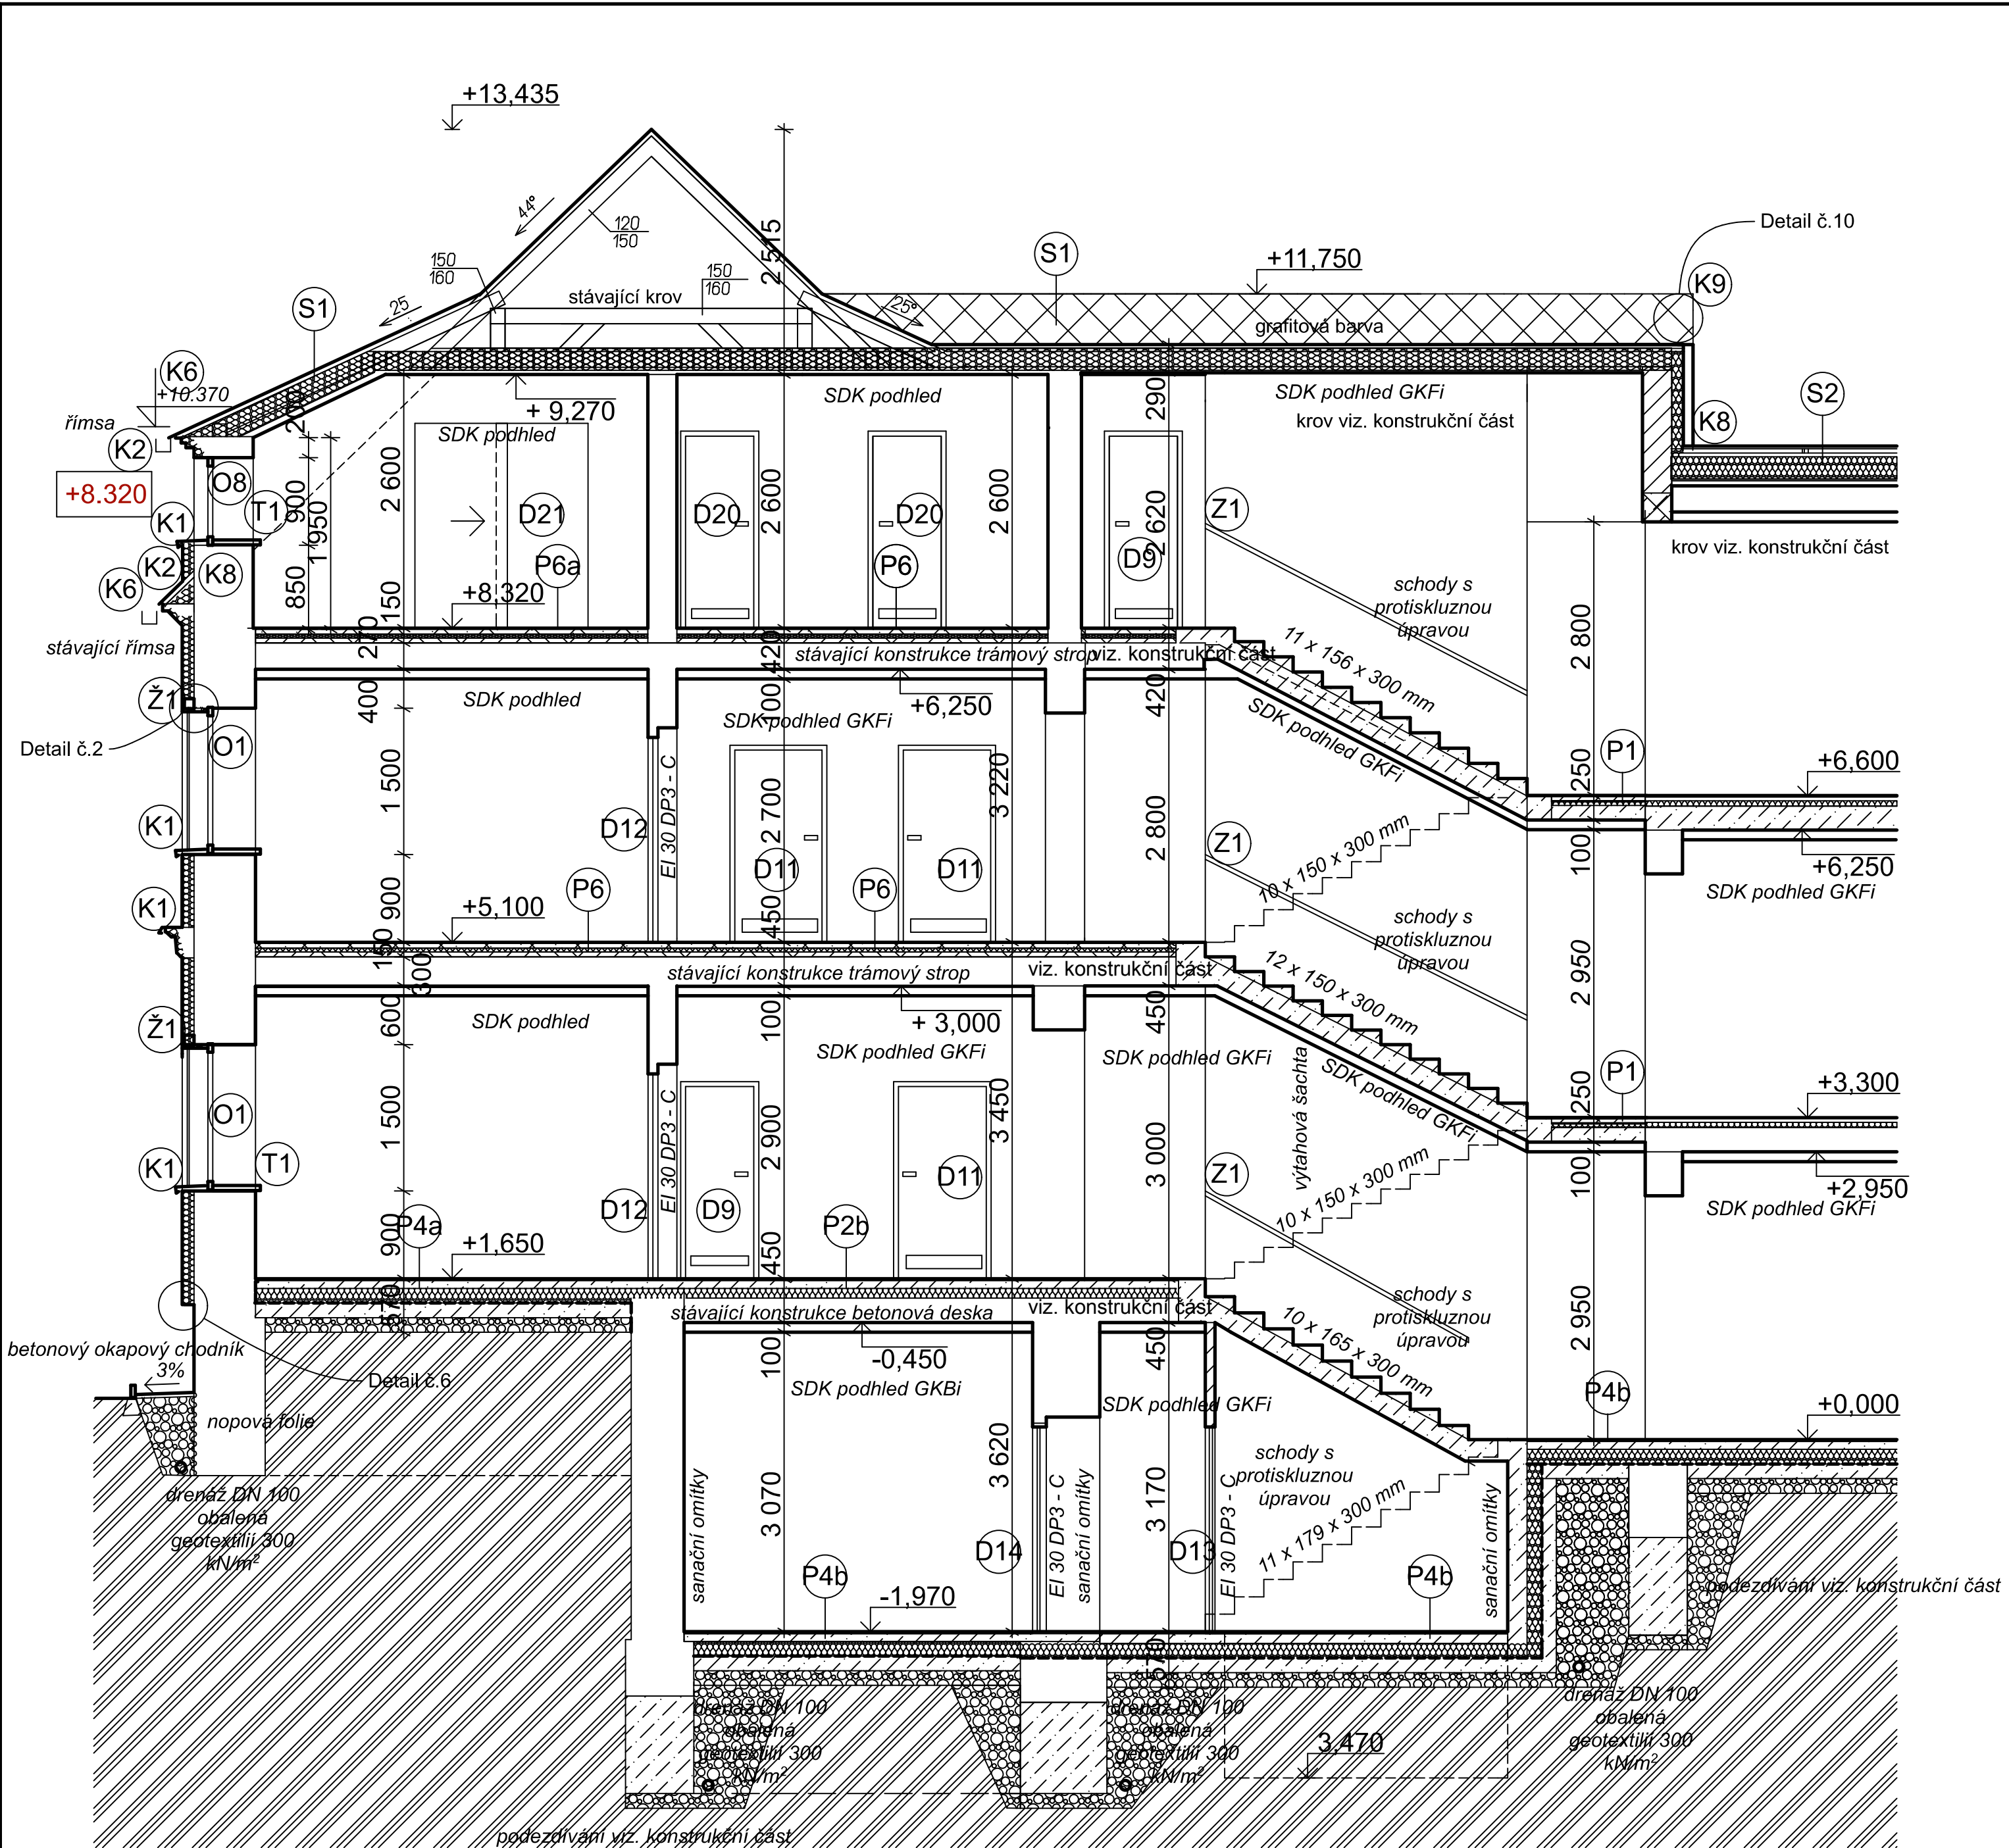 +13,435
44°
120
150
2 515
150
160
150
160
stávající krov
25
25°
S1
S1
+11,750
Detail č.10
K9
grafitová barva
K6
+10.370
římsa
K2
+8.320
O8
K1
T1
K2
K8
K6
stávající římsa
Ž1
Detail č.2
O1
K1
K1
Ž1
O1
K1
T1
SDK podhled
+ 9,270
SDK podhled
290
SDK podhled GKFi
krov viz. konstrukční část
K8
S2
krov viz. konstrukční část
900
1 950
850
2 600
150
270
400
D21
P6a
+8,320
D20
2 600
D20
P6
2 600
2 620
D9
Z1
schody s
protiskluznou
úpravou
2 800
420
stávající konstrukce trámový strop
viz. konstrukční část
11 x 156 x 300 mm
SDK podhled
100
SDK podhled GKFi
+6,250
420
SDK podhled GKFi
250
P1
+6,600
1 500
D12
EI 30 DP3 - C
2 700
D11
D11
3 220
2 800
Z1
10 x 150 x 300 mm
100
+6,250
SDK podhled GKFi
900
P6
+5,100
450
P6
schody s
protiskluznou
úpravou
2 950
150
300
stávající konstrukce trámový strop
viz. konstrukční část
12 x 150 x 300 mm
600
SDK podhled
100
+ 3,000
SDK podhled GKFi
450
SDK podhled GKFi
SDK podhled GKFi
výtahová šachta
250
P1
+3,300
1 500
D12
EI 30 DP3 - C
D9
2 900
D11
3 450
3 000
Z1
10 x 150 x 300 mm
100
+2,950
SDK podhled GKFi
900
P4a
+1,650
450
P2b
schody s
protiskluznou
úpravou
2 950
570
stávající konstrukce betonová deska
viz. konstrukční část
10 x 165 x 300 mm
betonový okapový chodník
3%
Detail č.6
nopová folie
100
-0,450
SDK podhled GKBi
450
SDK podhled GKFi
P4b
+0,000
drenáž DN 100
obalená
geotextilií 300
kN/m²
sanační omítky
3 070
3 620
D14
EI 30 DP3 - C
sanační omítky
3 170
D13
EI 30 DP3 - C
schody s
protiskluznou
úpravou
11 x 179 x 300 mm
P4b
-1,970
P4b
sanační omítky
podezdívání viz. konstrukční část
570
drenáž DN 100
obalená
geotextilií 300
kN/m²
drenáž DN 100
obalená
geotextilií 300
kN/m²
3,470
drenáž DN 100
obalená
geotextilií 300
kN/m²
podezdívání viz. konstrukční část